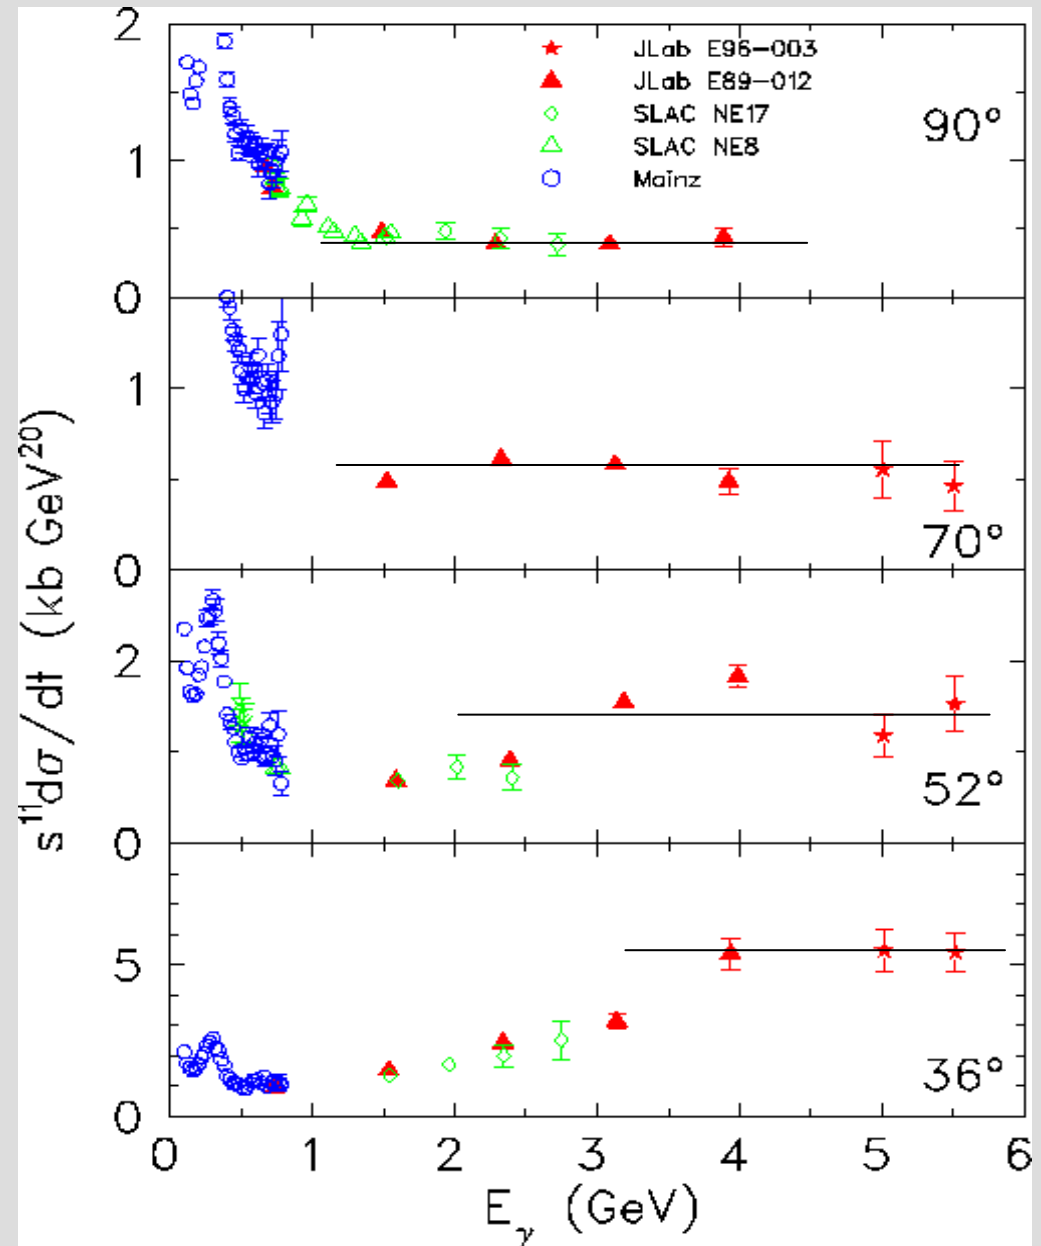 2
JLab E96-003
JLab E89-012
SLAC NE17
SLAC NE8
Mainz
90°
1
0
1
70°
0
2
52°
0
5
36°
0
s¹¹dσ/dt (kb GeV²⁰)
0 1 2 3 4 5 6
Eᵧ (GeV)